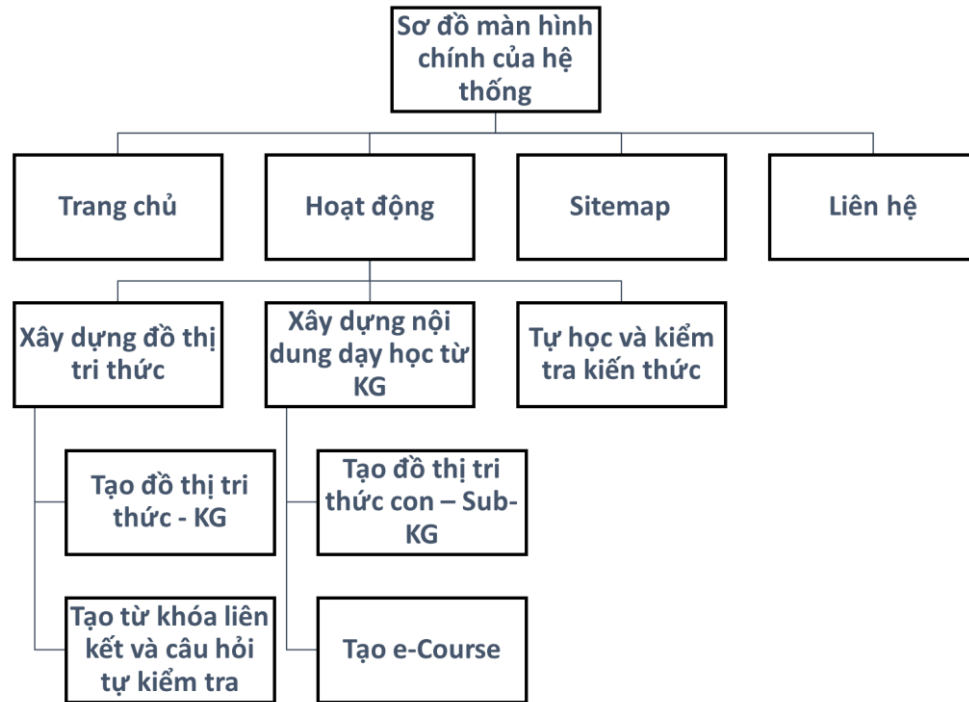 Sơ đồ màn hình
chính của hệ
thống
Trang chủ
Hoạt động
Sitemap
Liên hệ
Xây dựng đồ thị
tri thức
Xây dựng nội
dung dạy học từ
KG
Tự học và kiểm
tra kiến thức
Tạo đồ thị tri
thức - KG
Tạo đồ thị tri
thức con – Sub-
KG
Tạo từ khóa liên
kết và câu hỏi
tự kiểm tra
Tạo e-Course